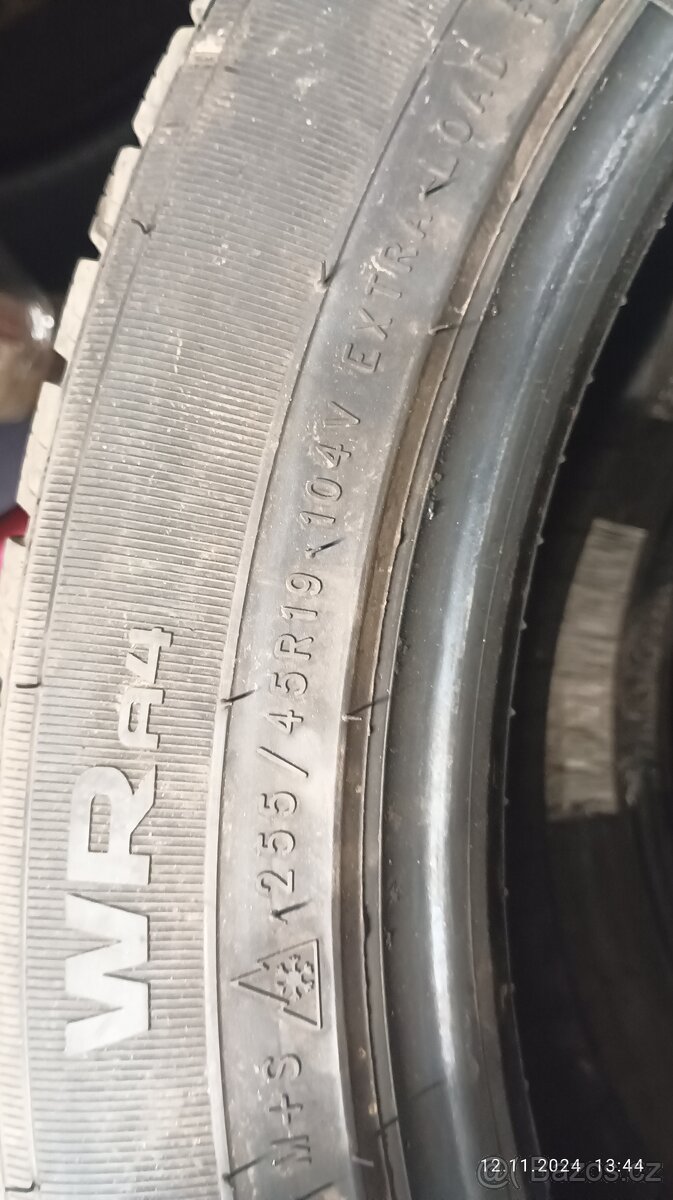 WR A4
M+S 255/45R19 104V EXTRA LOAD
12.11.2024 13:44
Bazos.cz